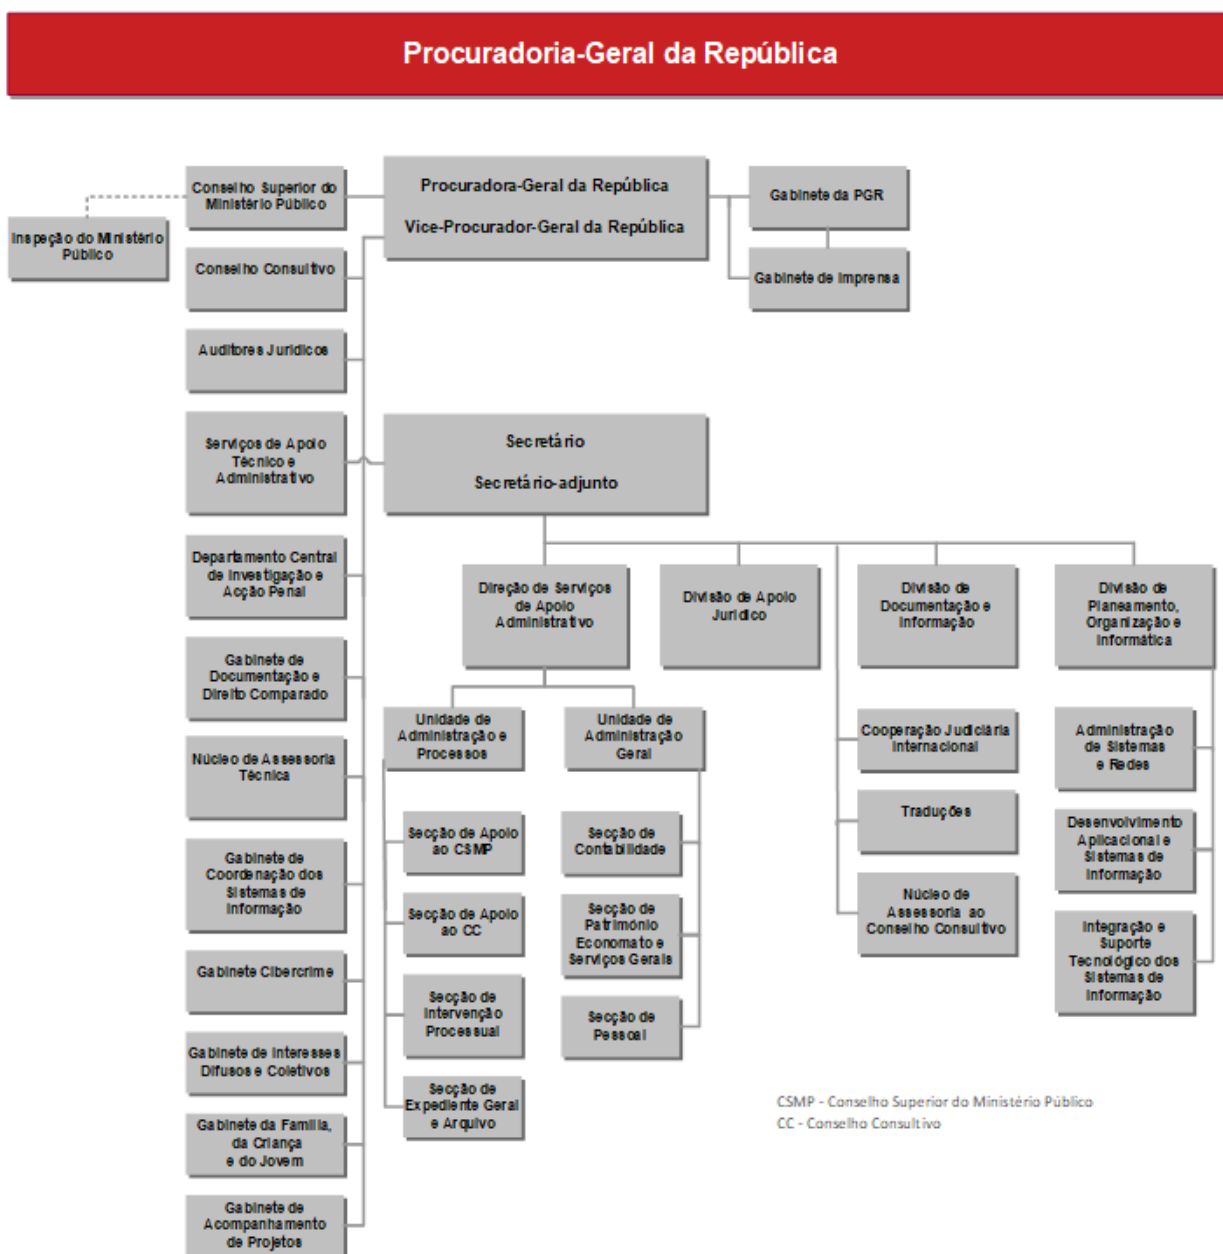 Procuradoria-Geral da República
Conselho Superior do
Ministério Público
Procuradora-Geral da República
Vice-Procurador-Geral da República
Gabinete da PGR
Inspeção do Ministério
Público
Conselho Consultivo
Gabinete de Imprensa
Auditores Jurídicos
Serviços de Apoio
Técnico e
Administrativo
Secretário
Secretário-adjunto
Departamento Central
de Investigação e
Acção Penal
Direção de Serviços
de Apoio
Administrativo
Divisão de Apoio
Jurídico
Divisão de
Documentação e
Informação
Divisão de
Planeamento,
Organização e
Informática
Gabinete de
Documentação e
Direito Comparado
Unidade de
Administração e
Processos
Unidade de
Administração
Geral
Cooperação Judiciária
Internacional
Administração
de Sistemas
e Redes
Núcleo de Assessoria
Técnica
Secção de Apoio
ao CSMP
Secção de
Contabilidade
Traduções
Desenvolvimento
Aplicacional e
Sistemas de
Informação
Gabinete de
Coordenação dos
Sistemas de
Informação
Secção de Apoio
ao CC
Secção de
Património
Economato e
Serviços Gerais
Núcleo de
Assessoria ao
Conselho Consultivo
Integração e
Suporte
Tecnológico dos
Sistemas de
Informação
Gabinete Cibercrime
Secção de
Intervenção
Processual
Secção de
Pessoal
Gabinete de Interesses
Difusos e Coletivos
Secção de
Expediente Geral
e Arquivo
CSMP - Conselho Superior do Ministério Público
CC - Conselho Consultivo
Gabinete da Família,
da Criança
e do Jovem
Gabinete de
Acompanhamento
de Projetos